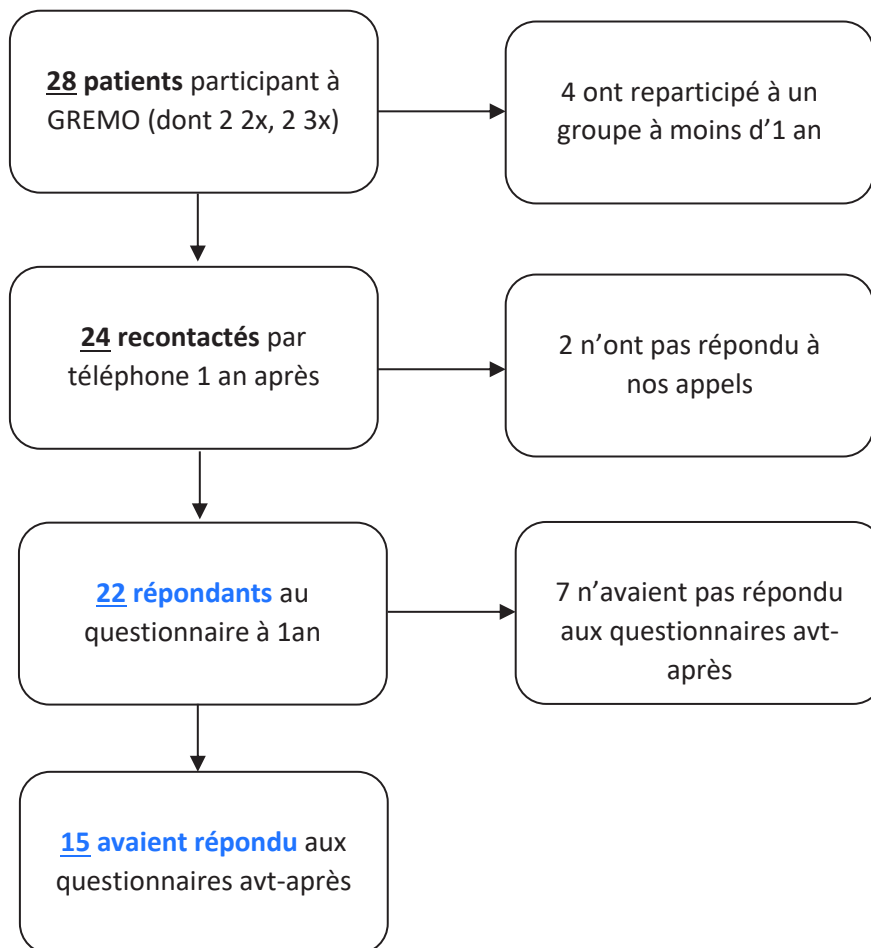 28 patients participant à
GREMO (dont 2 2x, 2 3x)
4 ont reparticipé à un
groupe à moins d'1 an
24 recontactés par
téléphone 1 an après
2 n'ont pas répondu à
nos appels
22 répondants au
questionnaire à 1an
7 n'avaient pas répondu
aux questionnaires avt-
après
15 avaient répondu aux
questionnaires avt-après